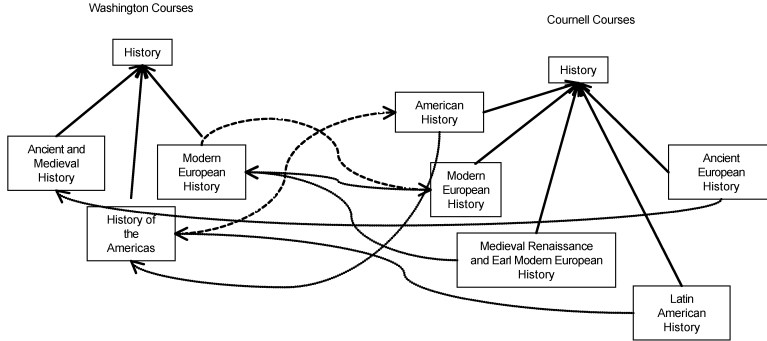 Washington Courses
Cournell Courses
History
History
American
History
Ancient and
Medieval
History
Modern
European
History
Modern
European
History
Ancient
European
History
History of
the
Americas
Medieval Renaissance
and Earl Modern European
History
Latin
American
History